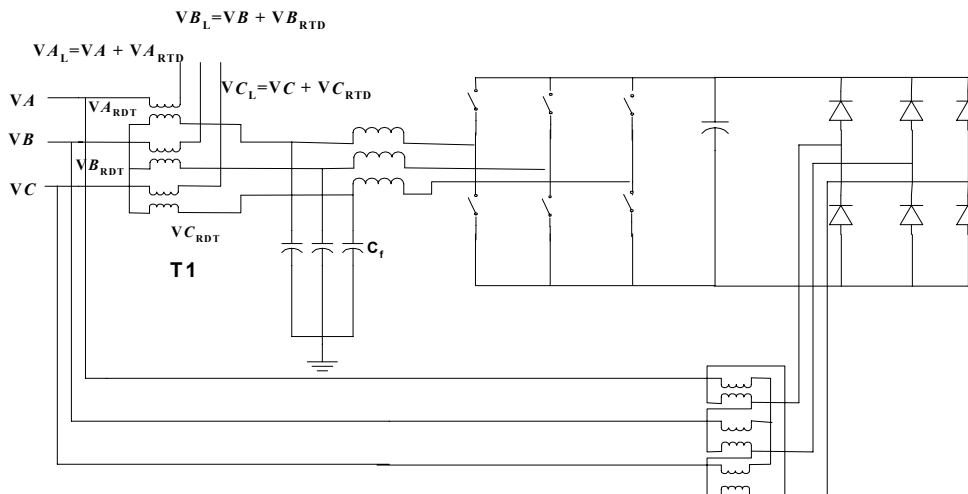 VB_L=VB + VB_RTD
VA_L=VA + VA_RTD
VC_L=VC + VC_RTD
VA
VA_RDT
VB
VB_RDT
VC
VC_RDT
C_f
T1